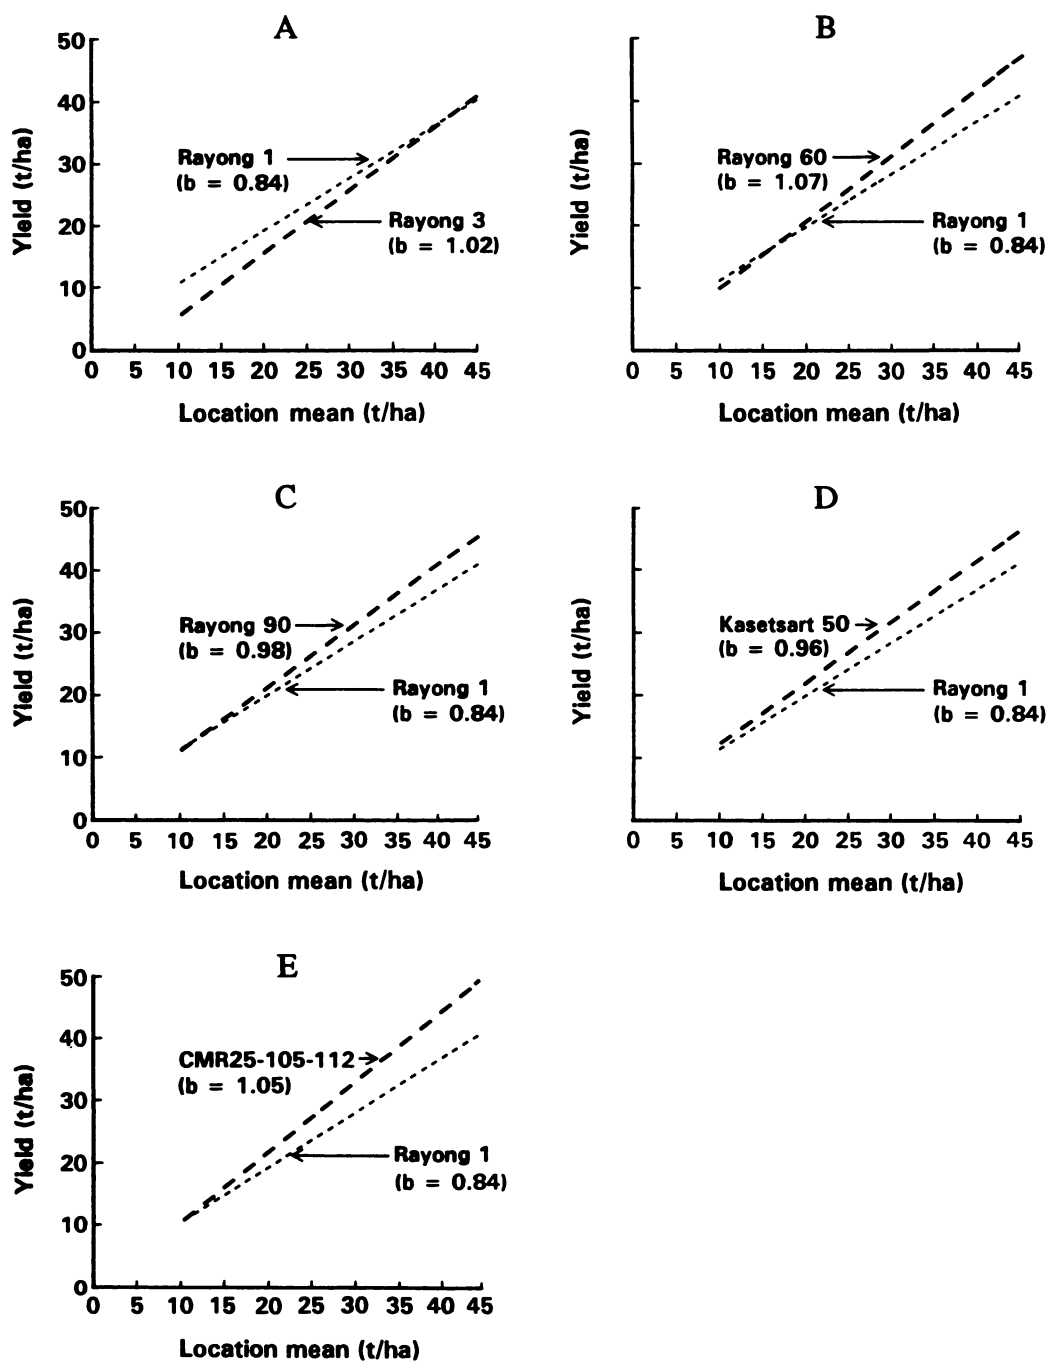 A
B
50
40
30
20
10
0
Yield (t/ha)
Rayong 1
(b = 0.84)
Rayong 3
(b = 1.02)
0 5 10 15 20 25 30 35 40 45
Location mean (t/ha)
Yield (t/ha)
Rayong 60
(b = 1.07)
Rayong 1
(b = 0.84)
0 5 10 15 20 25 30 35 40 45
Location mean (t/ha)
C
D
50
40
30
20
10
0
Yield (t/ha)
Rayong 90
(b = 0.98)
Rayong 1
(b = 0.84)
0 5 10 15 20 25 30 35 40 45
Location mean (t/ha)
Yield (t/ha)
Kasetsart 50
(b = 0.96)
Rayong 1
(b = 0.84)
0 5 10 15 20 25 30 35 40 45
Location mean (t/ha)
E
50
40
30
20
10
0
Yield (t/ha)
CMR25-105-112
(b = 1.05)
Rayong 1
(b = 0.84)
0 5 10 15 20 25 30 35 40 45
Location mean (t/ha)